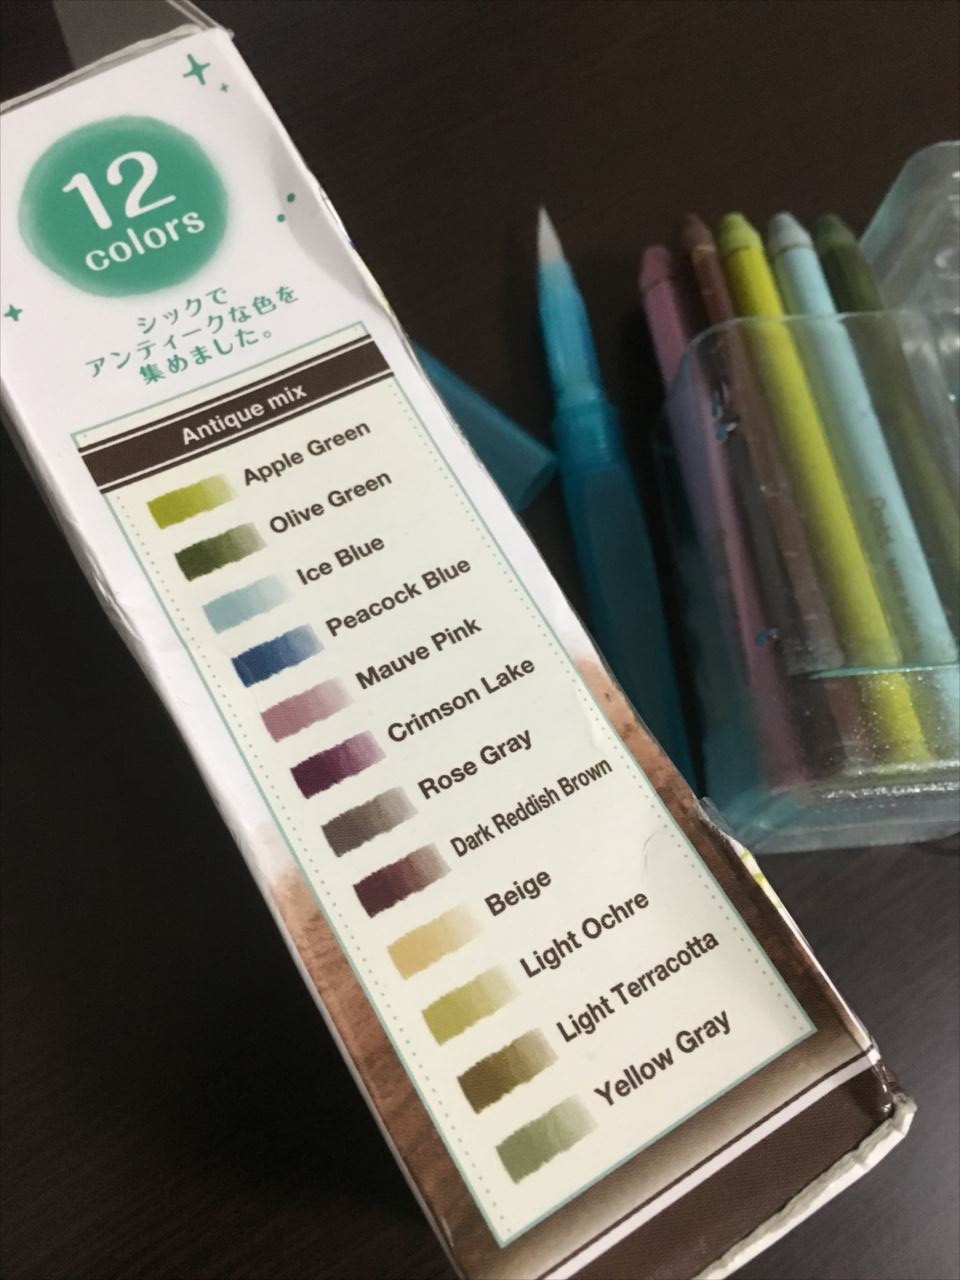 12
colors
シックで
アンティークな色を
集めました。
Antique mix
Apple Green
Olive Green
Ice Blue
Peacock Blue
Mauve Pink
Crimson Lake
Rose Gray
Dark Reddish Brown
Beige
Light Ochre
Light Terracotta
Yellow Gray